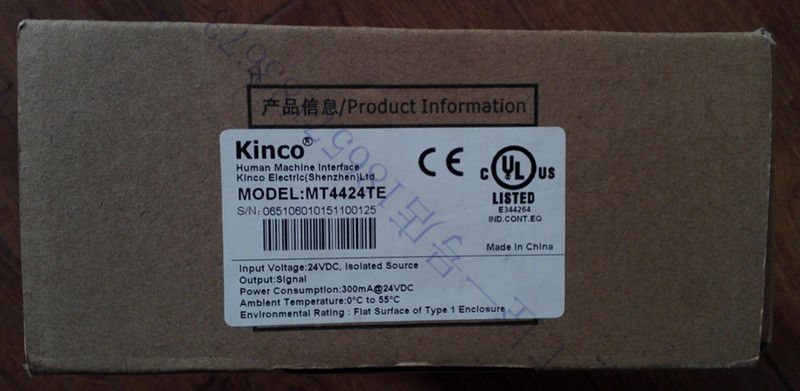 产品信息/Product Information
Kinco®
Human Machine Interface
Kinco Electric(Shenzhen)Ltd.
MODEL:MT4424TE
S/N: 065106010151100125
CE
C UL US
LISTED
E344264
IND.CONT.EQ
Made in China
Input Voltage:24VDC, Isolated Source
Output:Signal
Power Consumption:300mA@24VDC
Ambient Temperature:0°C to 55°C
Environmental Rating : Flat Surface of Type 1 Enclosure